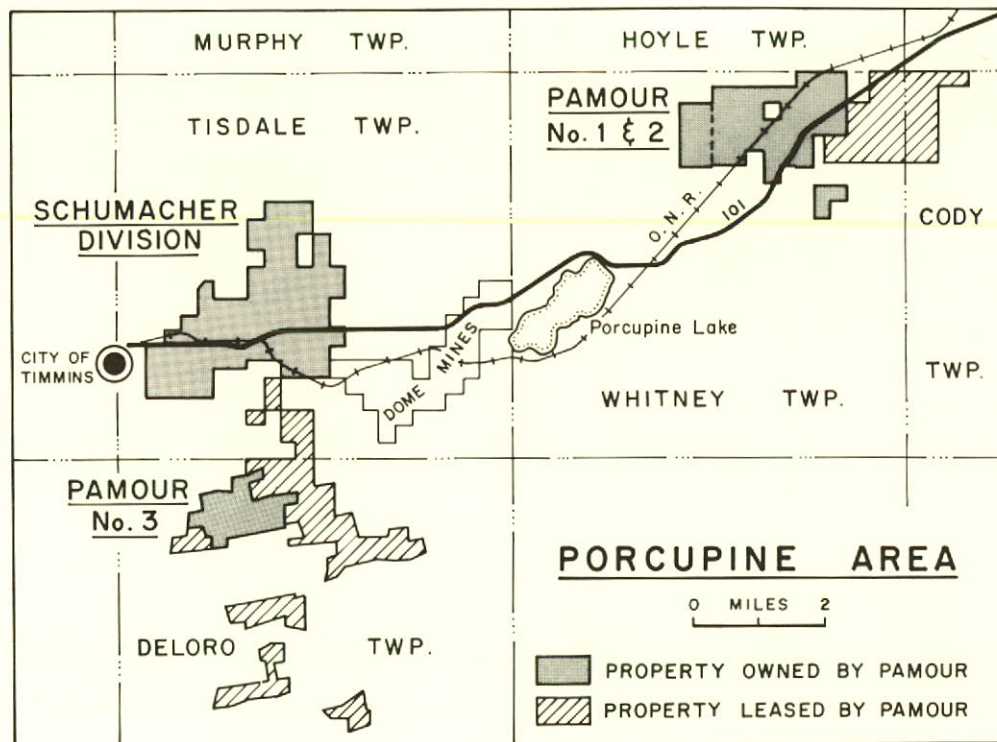 MURPHY TWP.
HOYLE TWP.
PAMOUR
No. 1 & 2
TISDALE TWP.
SCHUMACHER
DIVISION
O. N. R.
101
CODY
CITY OF
TIMMINS
DOME MINES
Porcupine Lake
WHITNEY TWP.
TWP.
PAMOUR
No. 3
PORCUPINE AREA
0 MILES 2
DELORO TWP.
PROPERTY OWNED BY PAMOUR
PROPERTY LEASED BY PAMOUR